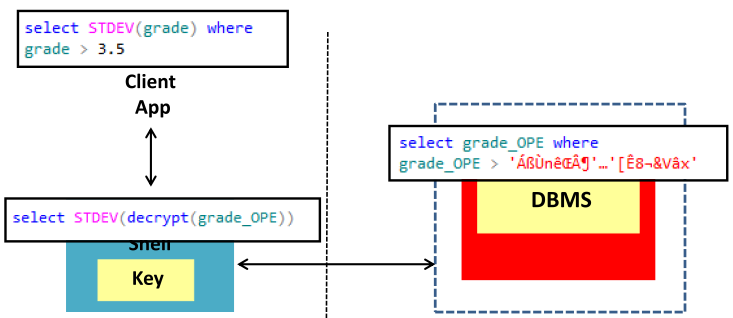 select STDEV(grade) where
grade > 3.5
Client
App
select grade_OPE where
grade_OPE > 'ÁßÙnêŒÂ¶'…'[Ê8¬&Vâx'
DBMS
select STDEV(decrypt(grade_OPE))
Shell
Key